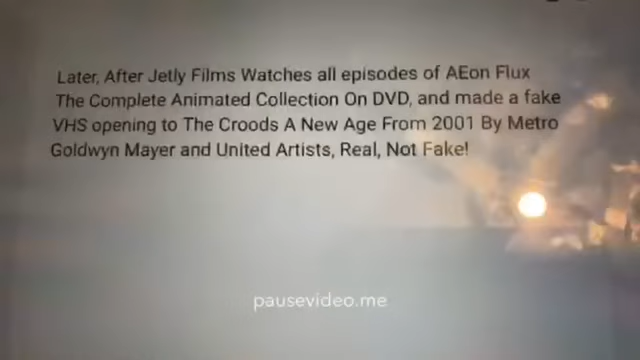 Later, After Jetly Films Watches all episodes of AEon Flux
The Complete Animated Collection On DVD, and made a fake
VHS opening to The Croods A New Age From 2001 By Metro
Goldwyn Mayer and United Artists, Real, Not Fake!
pausevideo.me